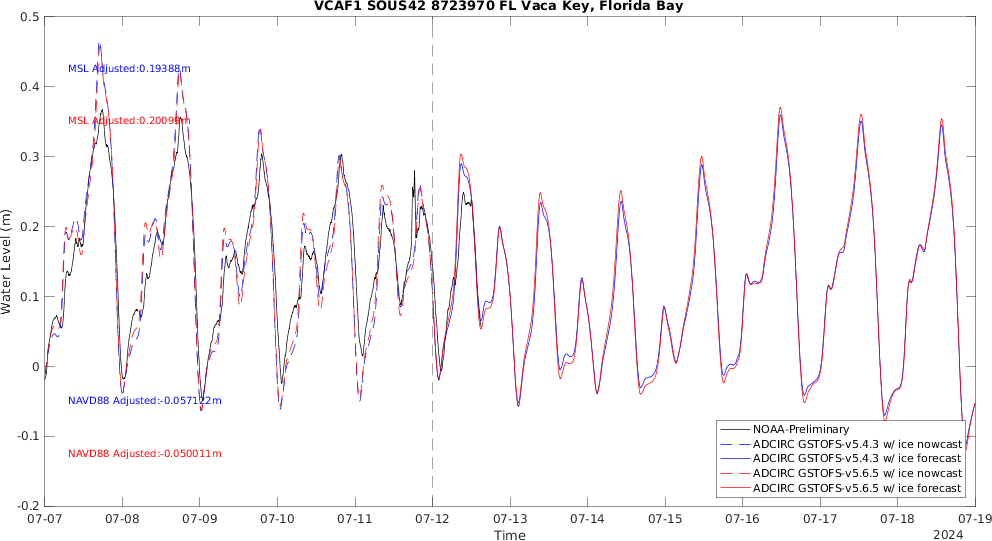 VCAF1 SOUS42 8723970 FL Vaca Key, Florida Bay
Water Level (m)
0.5
0.4
0.3
0.2
0.1
0
-0.1
-0.2
MSL Adjusted:0.19388m
MSL Adjusted:0.20099m
NAVD88 Adjusted:-0.057122m
NAVD88 Adjusted:-0.050011m
NOAA-Preliminary
ADCIRC GSTOFS-v5.4.3 w/ ice nowcast
ADCIRC GSTOFS-v5.4.3 w/ ice forecast
ADCIRC GSTOFS-v5.6.5 w/ ice nowcast
ADCIRC GSTOFS-v5.6.5 w/ ice forecast
07-07 07-08 07-09 07-10 07-11 07-12 07-13 07-14 07-15 07-16 07-17 07-18 07-19
Time
2024